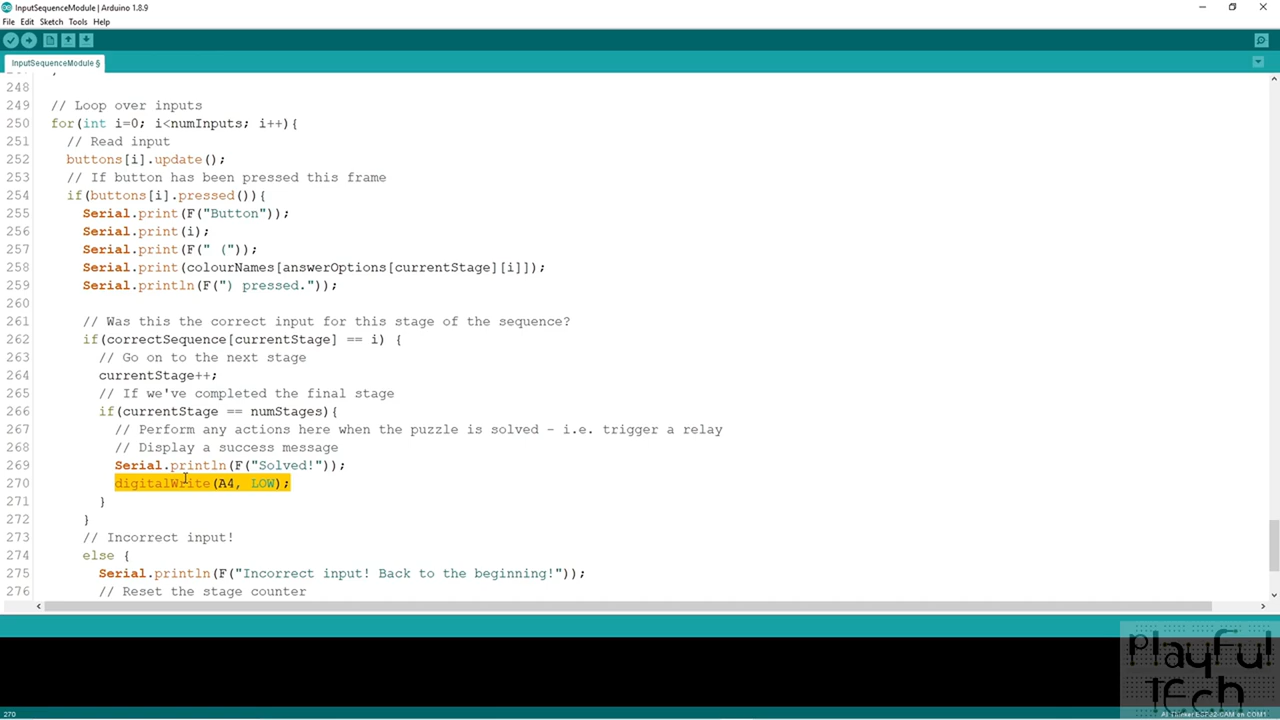 InputSequenceModule | Arduino 1.8.9
File Edit Sketch Tools Help
InputSequenceModule §
248
249 // Loop over inputs
250 for(int i=0; i<numInputs; i++){
251 // Read input
252 buttons[i].update();
253 // If button has been pressed this frame
254 if(buttons[i].pressed()){
255 Serial.print(F("Button"));
256 Serial.print(i);
257 Serial.print(F(" ("));
258 Serial.print(colourNames[answerOptions[currentStage][i]]);
259 Serial.println(F(") pressed."));
260
261 // Was this the correct input for this stage of the sequence?
262 if(correctSequence[currentStage] == i) {
263 // Go on to the next stage
264 currentStage++;
265 // If we've completed the final stage
266 if(currentStage == numStages){
267 // Perform any actions here when the puzzle is solved - i.e. trigger a relay
268 // Display a success message
269 Serial.println(F("Solved!"));
270 digitalWrite(A4, LOW);
271 }
272 }
273 // Incorrect input!
274 else {
275 Serial.println(F("Incorrect input! Back to the beginning!"));
276 // Reset the stage counter
Playful
Tech
270
AI Thinker ESP32-CAM on COM1